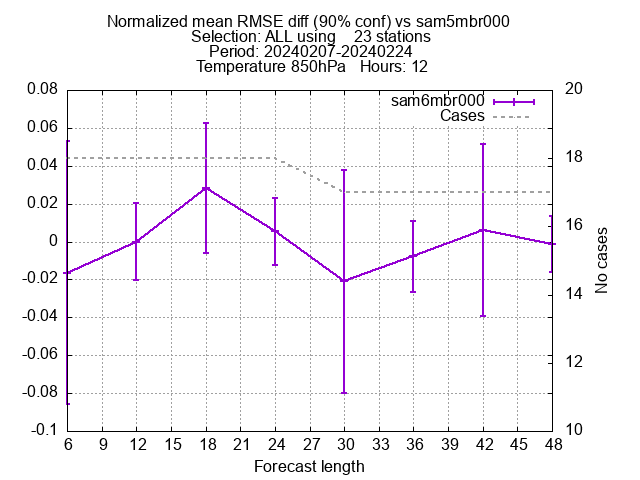 Normalized mean RMSE diff (90% conf) vs sam5mbr000
Selection: ALL using    23 stations
Period: 20240207-20240224
Temperature 850hPa   Hours: 12
sam6mbr000
Cases
0.08
0.06
0.04
0.02
0
-0.02
-0.04
-0.06
-0.08
-0.1
20
18
16
14
12
10
No cases
6 9 12 15 18 21 24 27 30 33 36 39 42 45 48
Forecast length